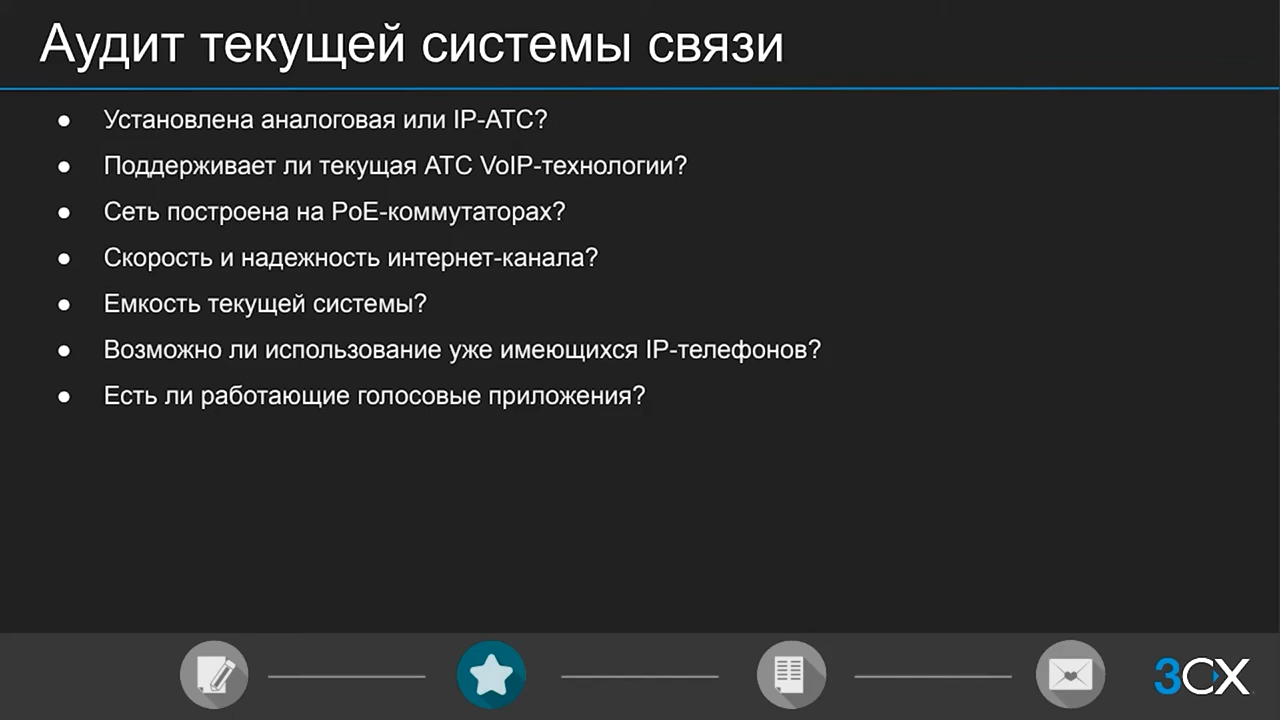 Аудит текущей системы связи
● Установлена аналоговая или IP-АТС?
● Поддерживает ли текущая АТС VoIP-технологии?
● Сеть построена на PoE-коммутаторах?
● Скорость и надежность интернет-канала?
● Емкость текущей системы?
● Возможно ли использование уже имеющихся IP-телефонов?
● Есть ли работающие голосовые приложения?
3CX